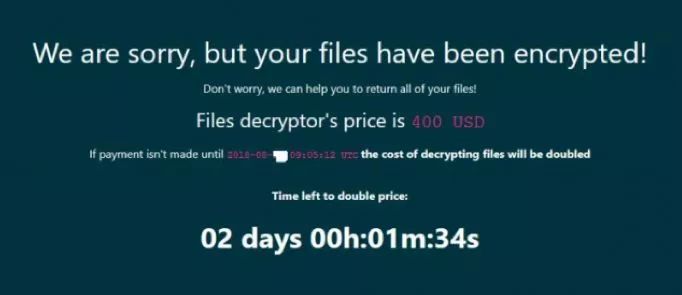 We are sorry, but your files have been encrypted!
Don't worry, we can help you to return all of your files!
Files decryptor's price is 400 USD
If payment isn't made until 2018-08- 09:05:12 UTC the cost of decrypting files will be doubled
Time left to double price:
02 days 00h:01m:34s